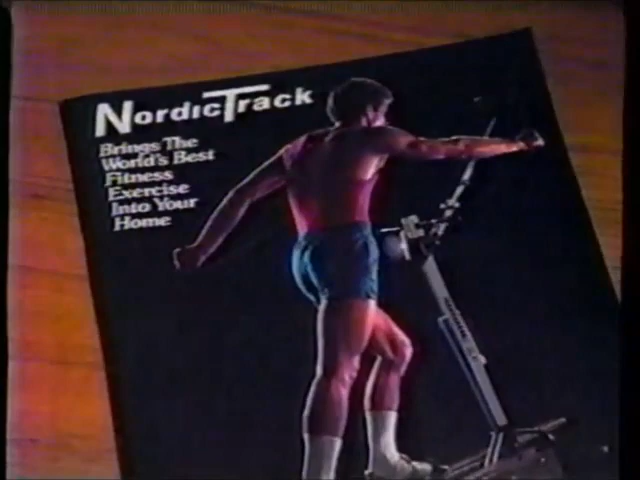 NordicTrack
Brings The
World's Best
Fitness
Exercise
Into Your
Home